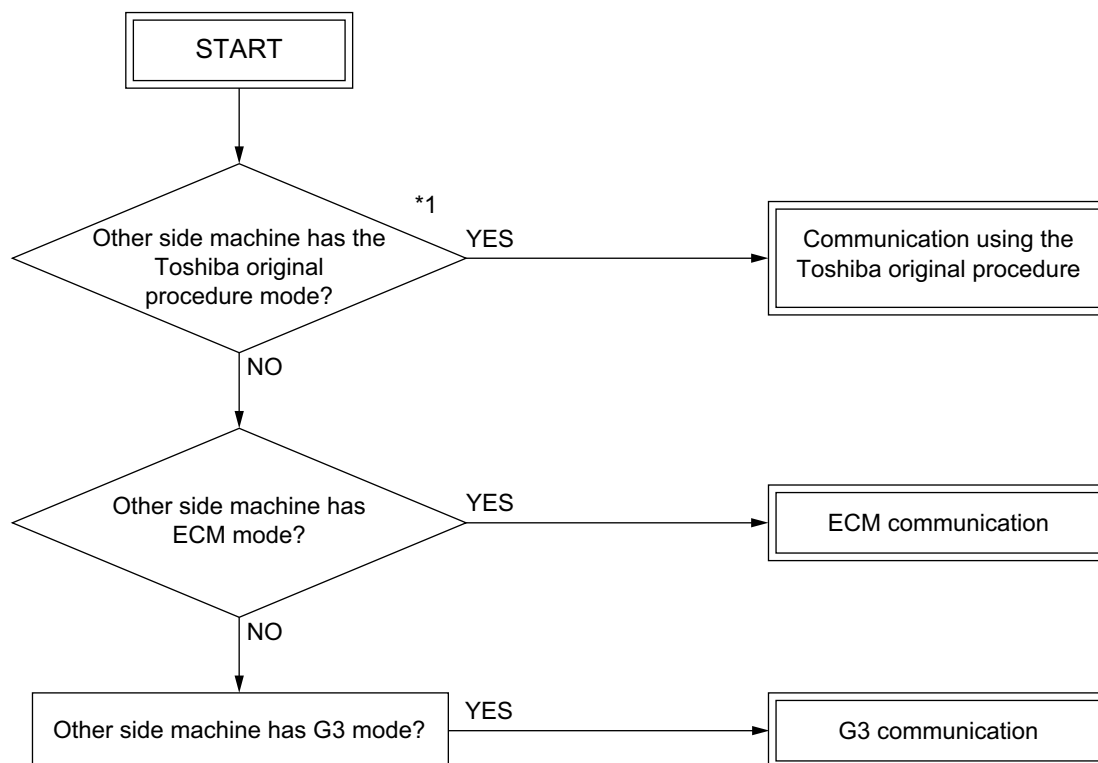 START
*1
Other side machine has the
Toshiba original
procedure mode?
YES
Communication using the
Toshiba original procedure
NO
Other side machine has
ECM mode?
YES
ECM communication
NO
Other side machine has G3 mode?
YES
G3 communication